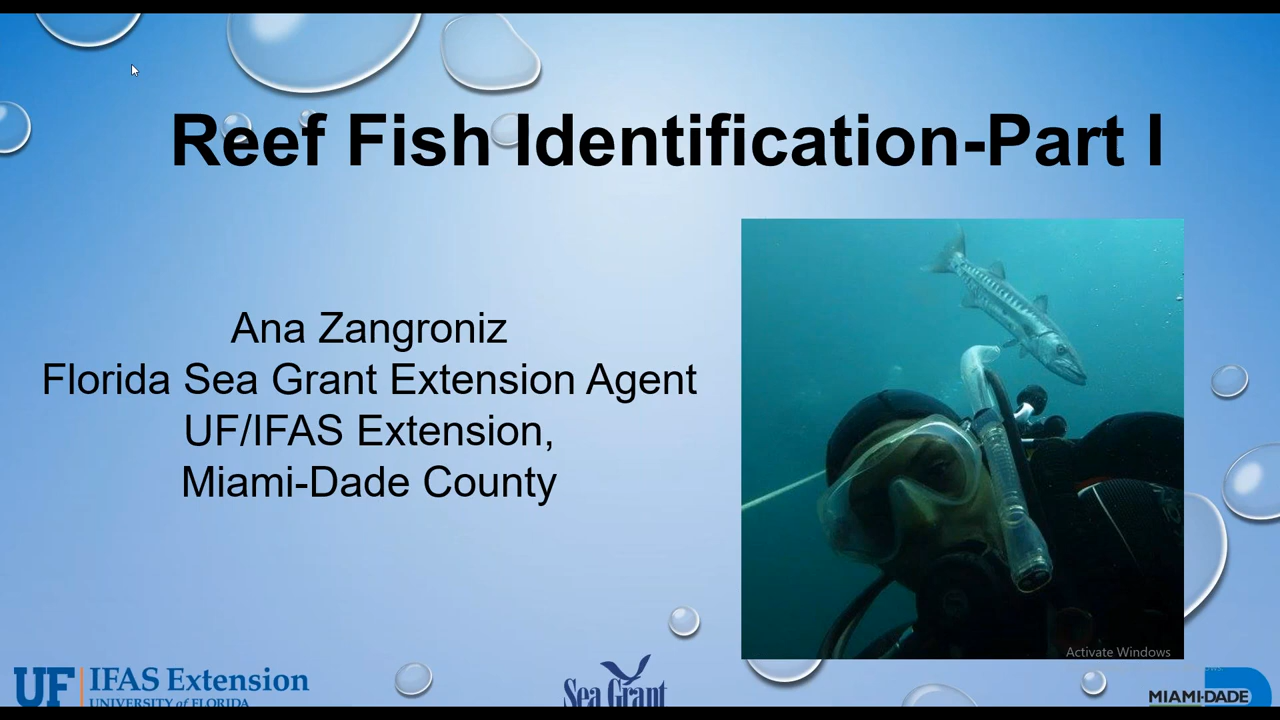 Reef Fish Identification-Part I
Ana Zangroniz
Florida Sea Grant Extension Agent
UF/IFAS Extension,
Miami-Dade County
Activate Windows
UF IFAS Extension
UNIVERSITY of FLORIDA
Sea Grant
MIAMI-DADE